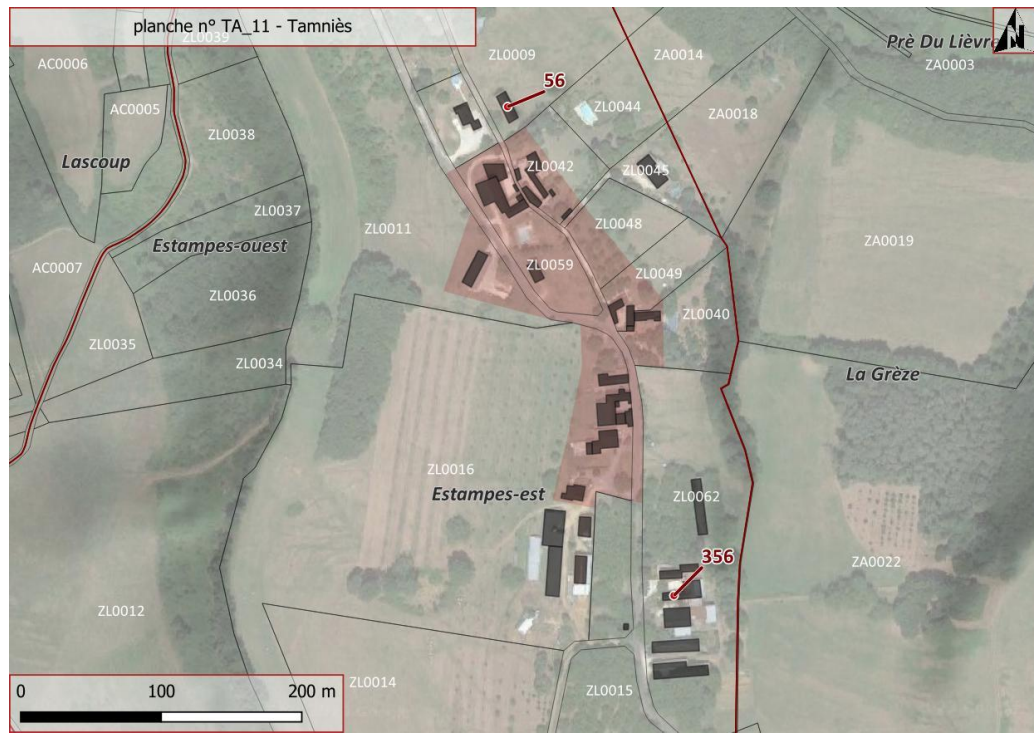 planche n° TA_11 - Tamniès
N
ZL0039
AC0006
ZL0009
ZA0014
Prè Du Lièvre
ZA0003
56
AC0005
ZL0044
ZA0018
ZL0038
Lascoup
ZL0042
ZL0045
ZL0037
ZL0011
ZL0048
Estampes-ouest
ZA0019
AC0007
ZL0059
ZL0049
ZL0036
ZL0040
ZL0035
ZL0034
La Grèze
ZL0016
Estampes-est
ZL0062
356
ZA0022
ZL0012
ZL0014
ZL0015
0 100 200 m